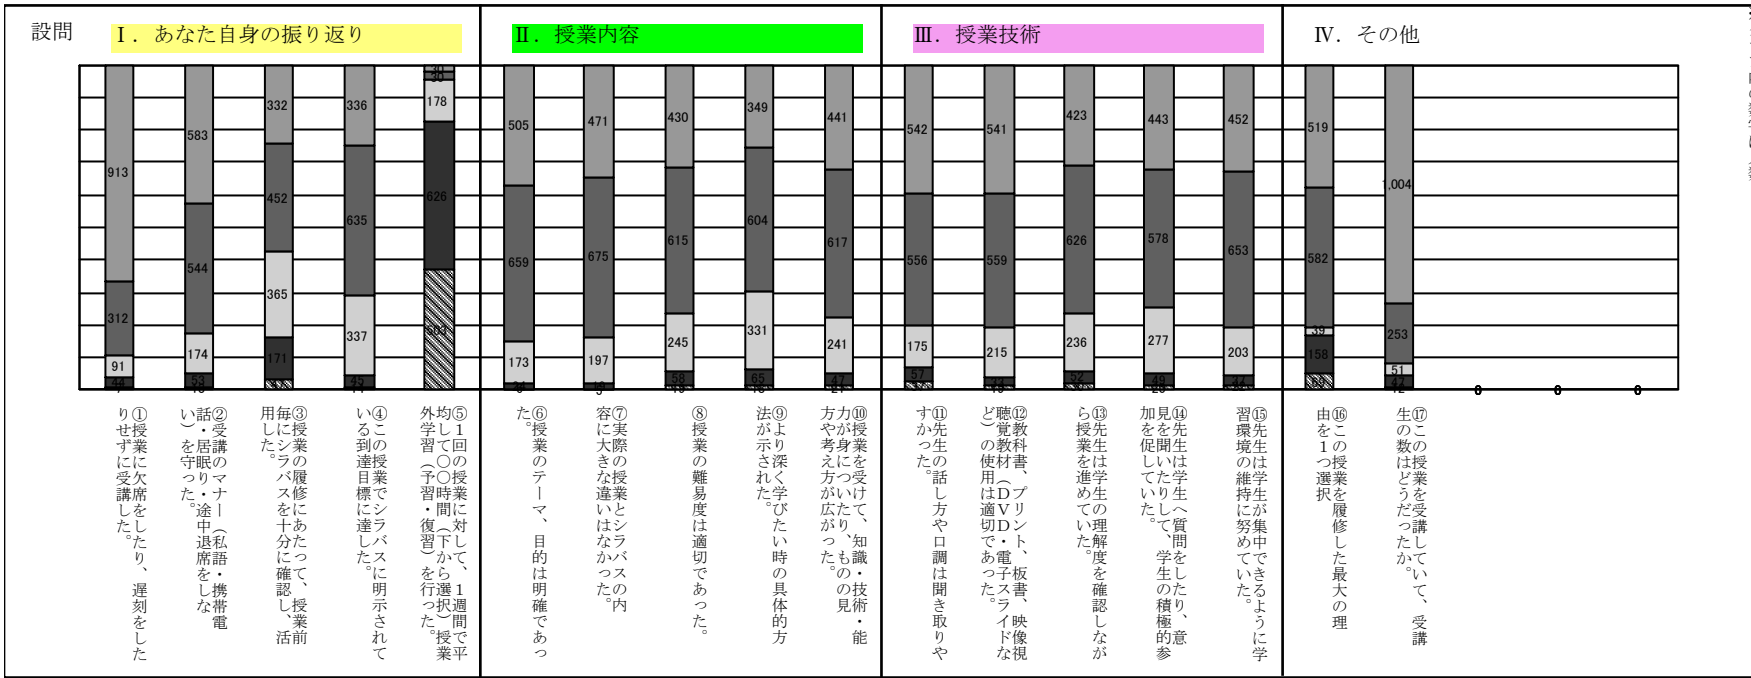 設問
Ⅰ．あなた自身の振り返り
Ⅱ．授業内容
Ⅲ．授業技術
Ⅳ．その他
913
312
91
44
583
544
174
53
332
452
365
171
47
336
635
337
45
30
30
178
626
503
505
659
173
471
675
197
430
615
245
58
349
604
331
65
441
617
241
47
542
556
175
57
541
559
215
423
626
236
52
443
578
277
49
452
653
203
519
582
39
158
69
1,004
253
51
42
12
0
0
0
①授業に欠席をしたり、遅刻をした
りせずに受講した。
②受講のマナー（私語・携帯電
話・居眠り・途中退席をしな
い）を守った。
③授業の履修にあたって、授業前
毎にシラバスを十分に確認し、活
用した。
④この授業でシラバスに明示されて
いる到達目標に達した。
⑤１回の授業に対して、１週間で平
均して〇〇時間（下から選択）授業
外学習（予習・復習）を行った。
⑥授業のテーマ、目的は明確であっ
た。
⑦実際の授業とシラバスの内
容に大きな違いはなかった。
⑧授業の難易度は適切であった。
⑨より深く学びたい時の具体的方
法が示された。
⑩授業を受けて、知識・技術・能
力が身についたり、ものの見
方や考え方が広がった。
⑪先生の話し方や口調は聞き取りや
すかった。
⑫教科書、プリント、板書、映像視
聴覚教材（ＤＶＤ・電子スライドな
ど）の使用は適切であった。
⑬先生は学生の理解度を確認しなが
ら授業を進めていた。
⑭先生は学生へ質問をしたり、意
見を聞いたりして、学生の積極的参
加を促していた。
⑮先生は学生が集中できるように学
習環境の維持に努めていた。
⑯この授業を履修した最大の理
由を１つ選択
⑰この授業を受講していて、受講
生の数はどうだったか。